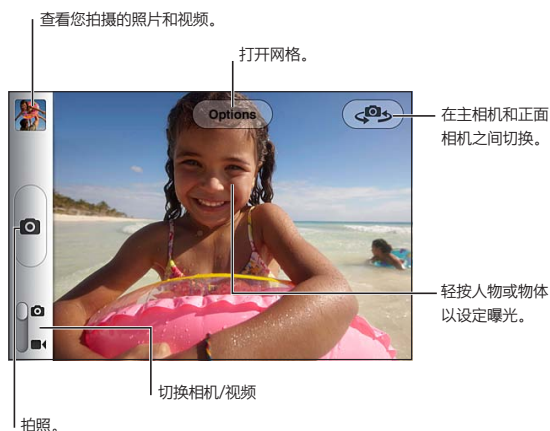 查看您拍摄的照片和视频。
打开网格。
Options
在主相机和正面
相机之间切换。
轻按人物或物体
以设定曝光。
切换相机/视频
拍照。